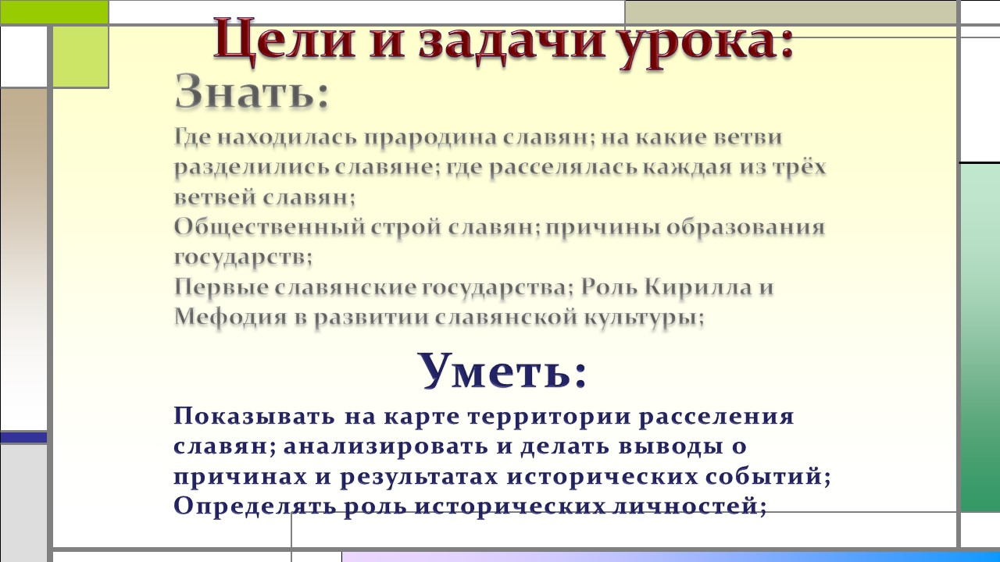 Цели и задачи урока:
Знать:
Где находилась прародина славян; на какие ветви
разделились славяне; где расселялась каждая из трёх
ветвей славян;
Общественный строй славян; причины образования
государств;
Первые славянские государства; Роль Кирилла и
Мефодия в развитии славянской культуры;
Уметь:
Показывать на карте территории расселения
славян; анализировать и делать выводы о
причинах и результатах исторических событий;
Определять роль исторических личностей;